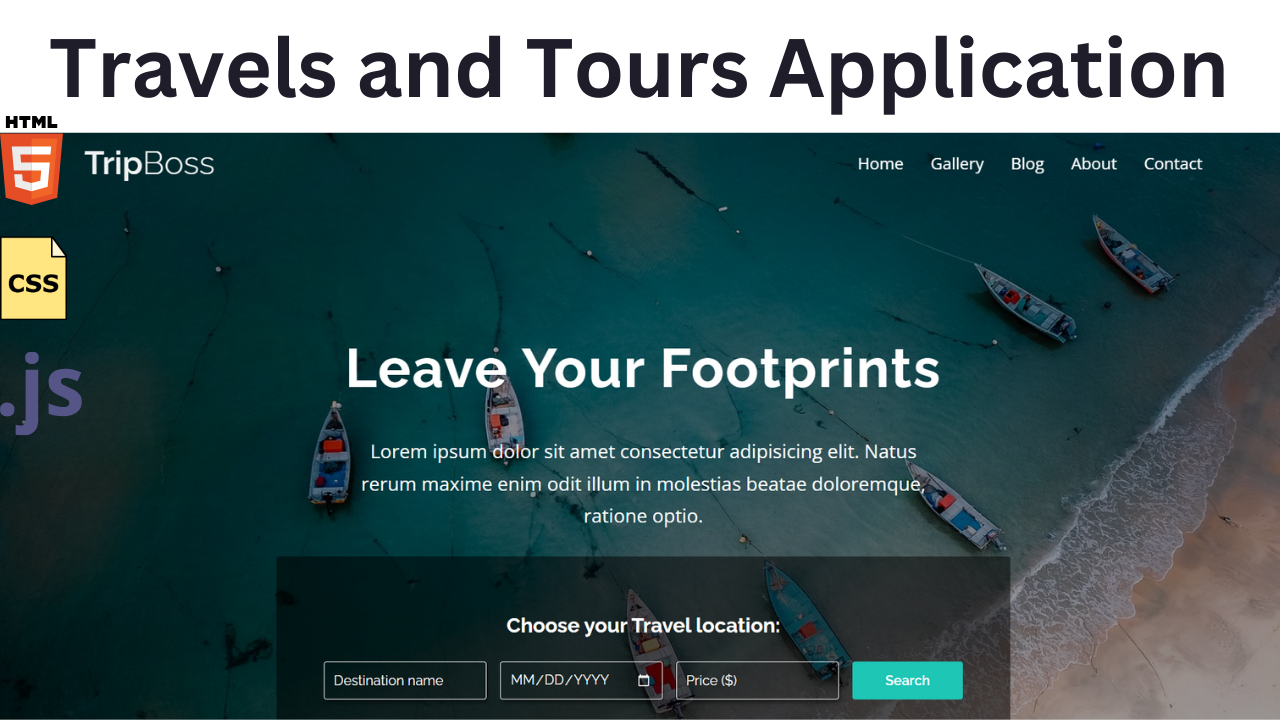 Travels and Tours Application
HTML
5
TripBoss
Home Gallery Blog About Contact
CSS
.js
Leave Your Footprints
Lorem ipsum dolor sit amet consectetur adipisicing elit. Natus
rerum maxime enim odit illum in molestias beatae doloremque,
ratione optio.
Choose your Travel location:
Destination name MM/DD/YYYY Price ($) Search